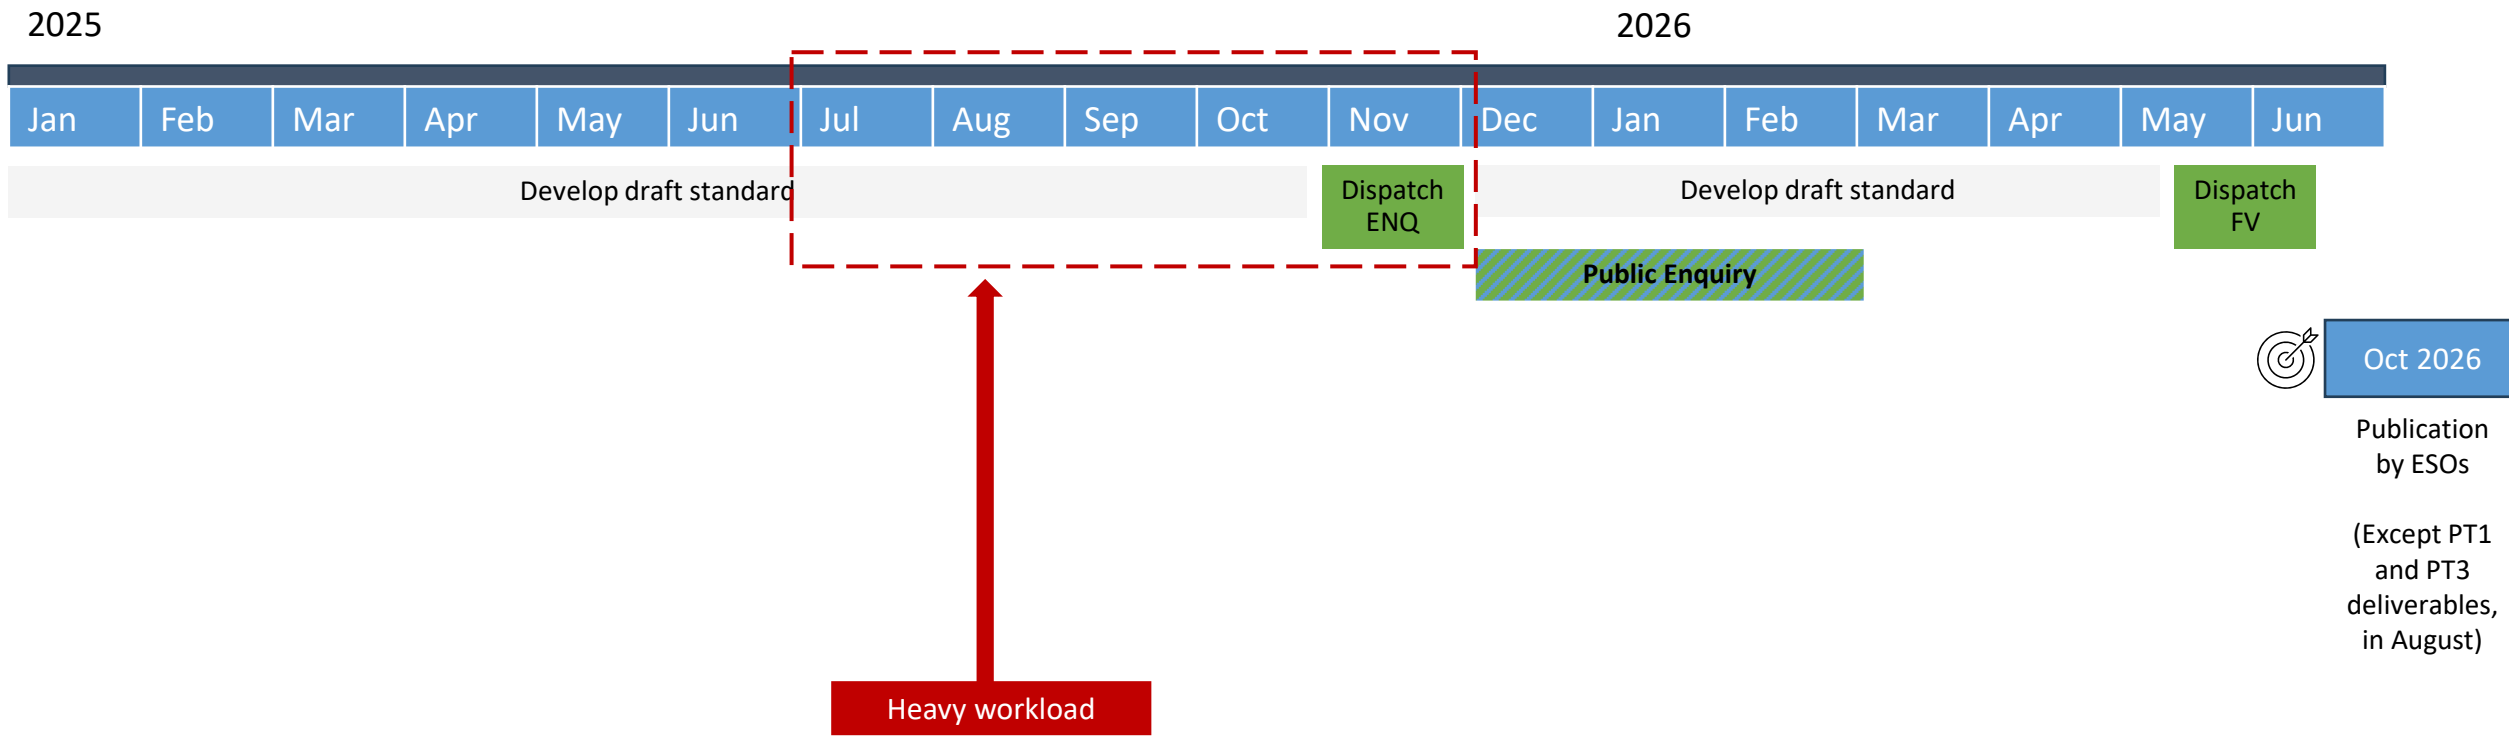 2025
2026
Jan Feb Mar Apr May Jun Jul Aug Sep Oct Nov Dec Jan Feb Mar Apr May Jun
Develop draft standard
Dispatch
ENQ
Develop draft standard
Dispatch
FV
Public Enquiry
Oct 2026
Publication
by ESOs
(Except PT1
and PT3
deliverables,
in August)
Heavy workload